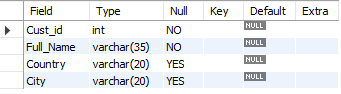 Field Type Null Key Default Extra
Cust_id int NO NULL
Full_Name varchar(35) NO NULL
Country varchar(20) YES NULL
City varchar(20) YES NULL